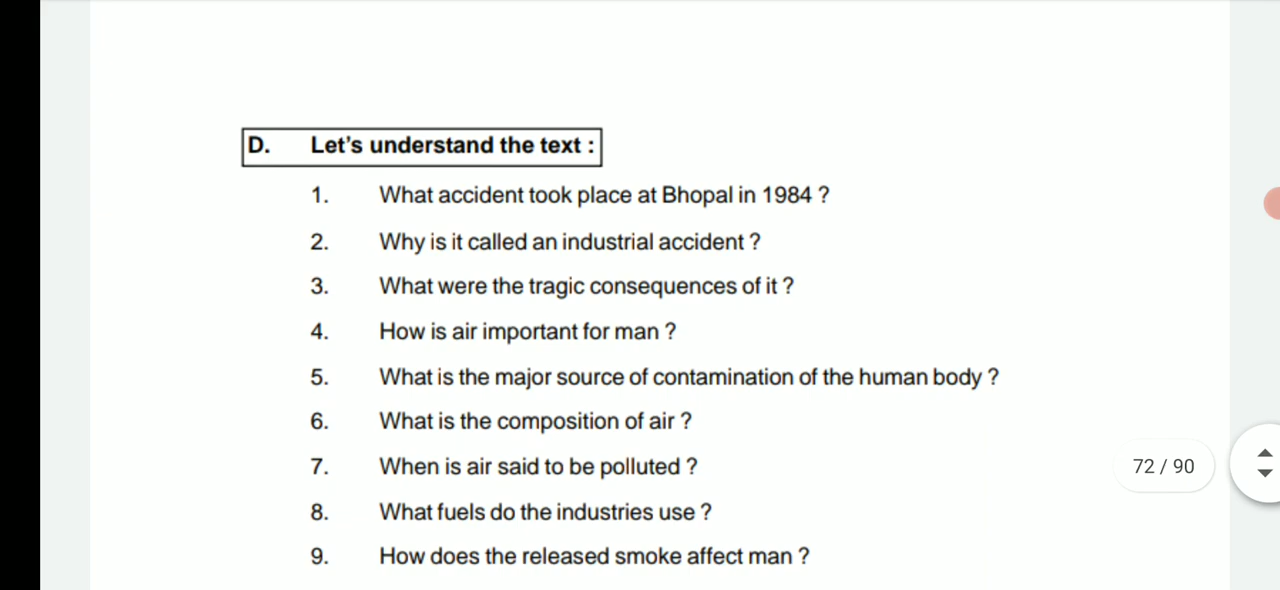 D. Let's understand the text :
1. What accident took place at Bhopal in 1984 ?
2. Why is it called an industrial accident ?
3. What were the tragic consequences of it ?
4. How is air important for man ?
5. What is the major source of contamination of the human body ?
6. What is the composition of air ?
7. When is air said to be polluted ?
72 / 90
8. What fuels do the industries use ?
9. How does the released smoke affect man ?